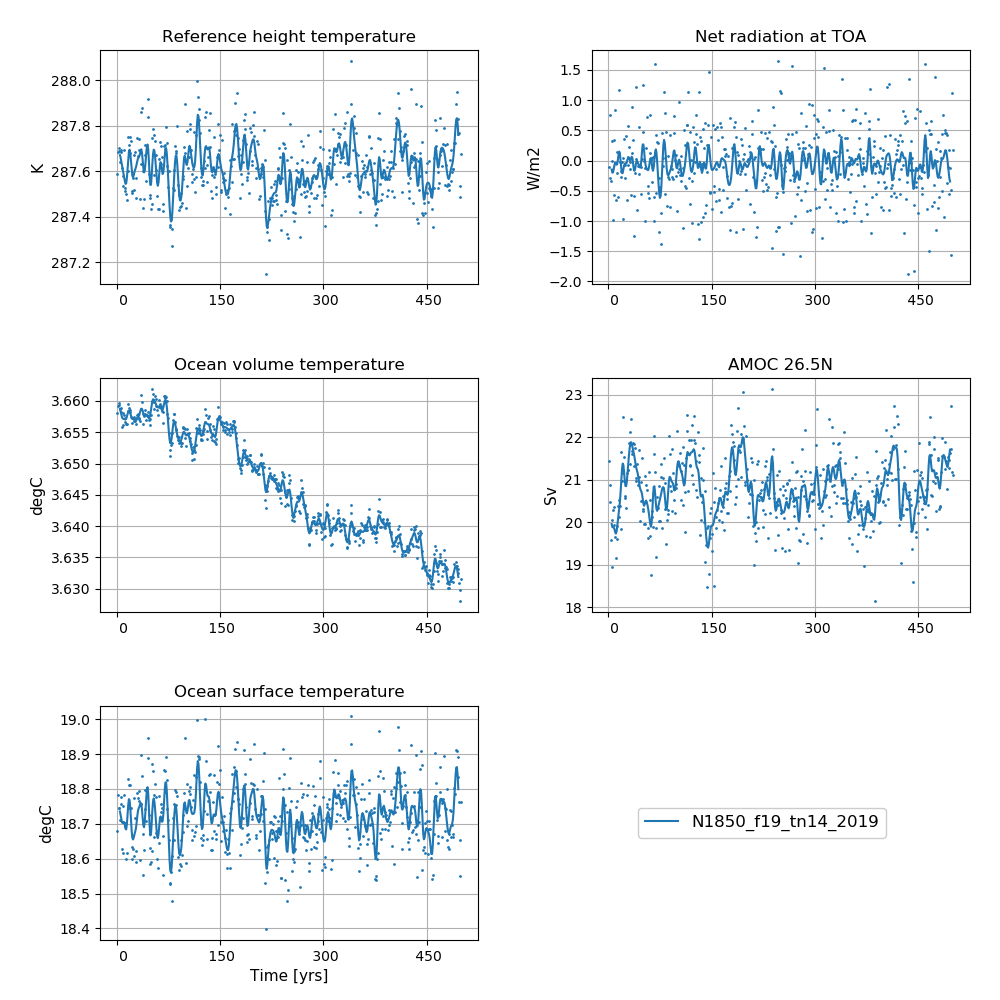 Reference height temperature
K
288.0
287.8
287.6
287.4
287.2
0 150 300 450
Net radiation at TOA
W/m2
1.5
1.0
0.5
0.0
−0.5
−1.0
−1.5
−2.0
0 150 300 450
Ocean volume temperature
degC
3.660
3.655
3.650
3.645
3.640
3.635
3.630
0 150 300 450
AMOC 26.5N
Sv
23
22
21
20
19
18
0 150 300 450
Ocean surface temperature
degC
19.0
18.9
18.8
18.7
18.6
18.5
18.4
0 150 300 450
Time [yrs]
N1850_f19_tn14_2019